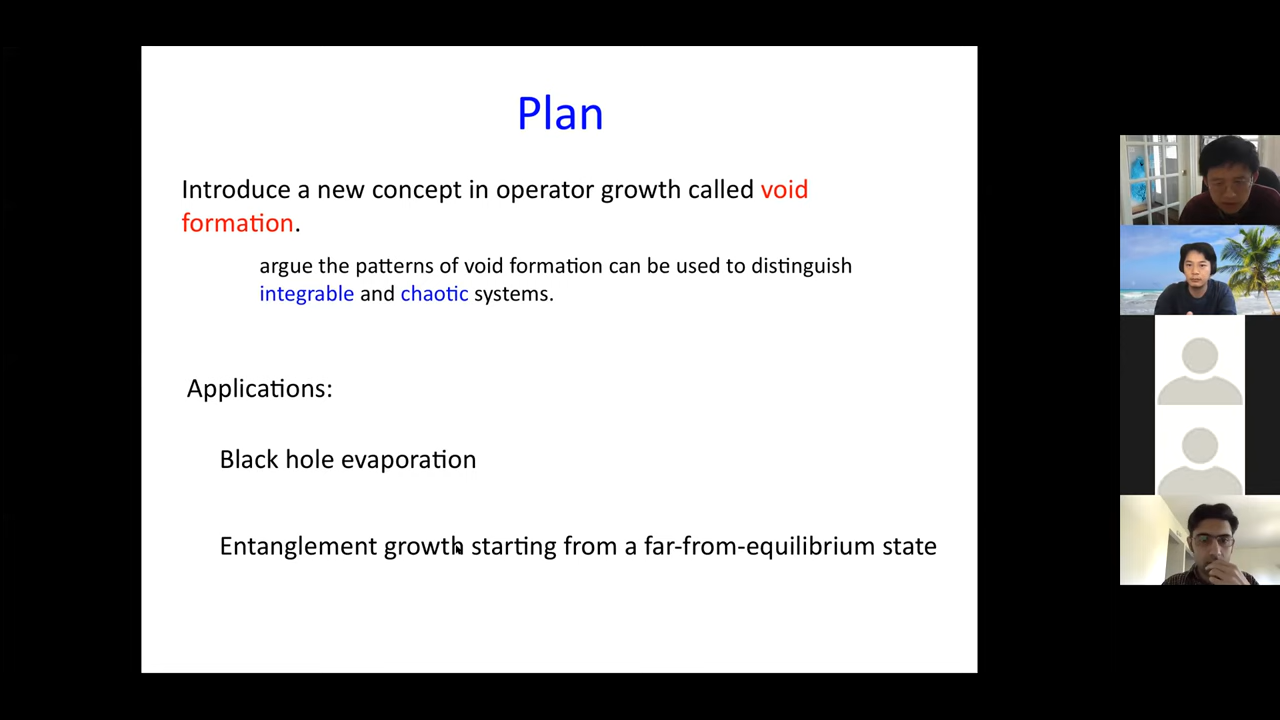 Plan
Introduce a new concept in operator growth called void
formation.
argue the patterns of void formation can be used to distinguish
integrable and chaotic systems.
Applications:
Black hole evaporation
Entanglement growth starting from a far-from-equilibrium state